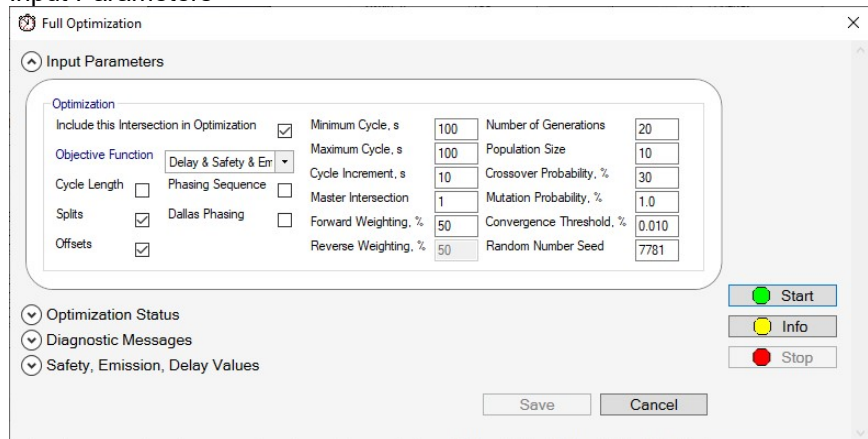 Input Parameters
Full Optimization
Input Parameters
Optimization
Include this Intersection in Optimization
Objective Function Delay & Safety & Em
Cycle Length Phasing Sequence
Splits Dallas Phasing
Offsets
Minimum Cycle, s 100
Maximum Cycle, s 100
Cycle Increment, s 10
Master Intersection 1
Forward Weighting, % 50
Reverse Weighting, % 50
Number of Generations 20
Population Size 10
Crossover Probability, % 30
Mutation Probability, % 1.0
Convergence Threshold, % 0.010
Random Number Seed 7781
Optimization Status
Diagnostic Messages
Safety, Emission, Delay Values
Start
Info
Stop
Save Cancel